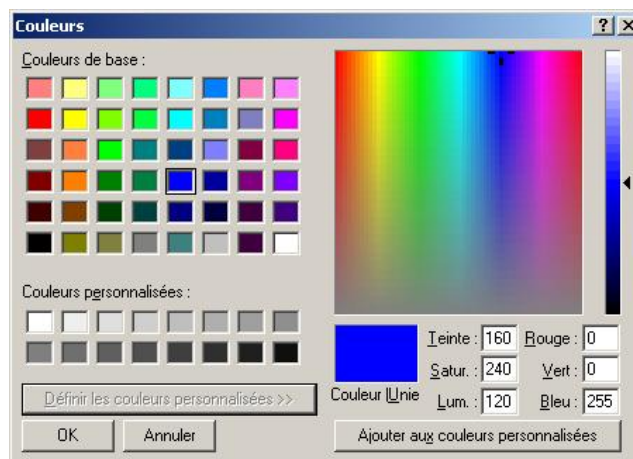 Couleurs
Couleurs de base :
Couleurs personnalisées :
Définir les couleurs personnalisées >>
OK
Annuler
Couleur |Unie
Teinte : 160
Satur. : 240
Lum. : 120
Rouge : 0
Vert : 0
Bleu : 255
Ajouter aux couleurs personnalisées